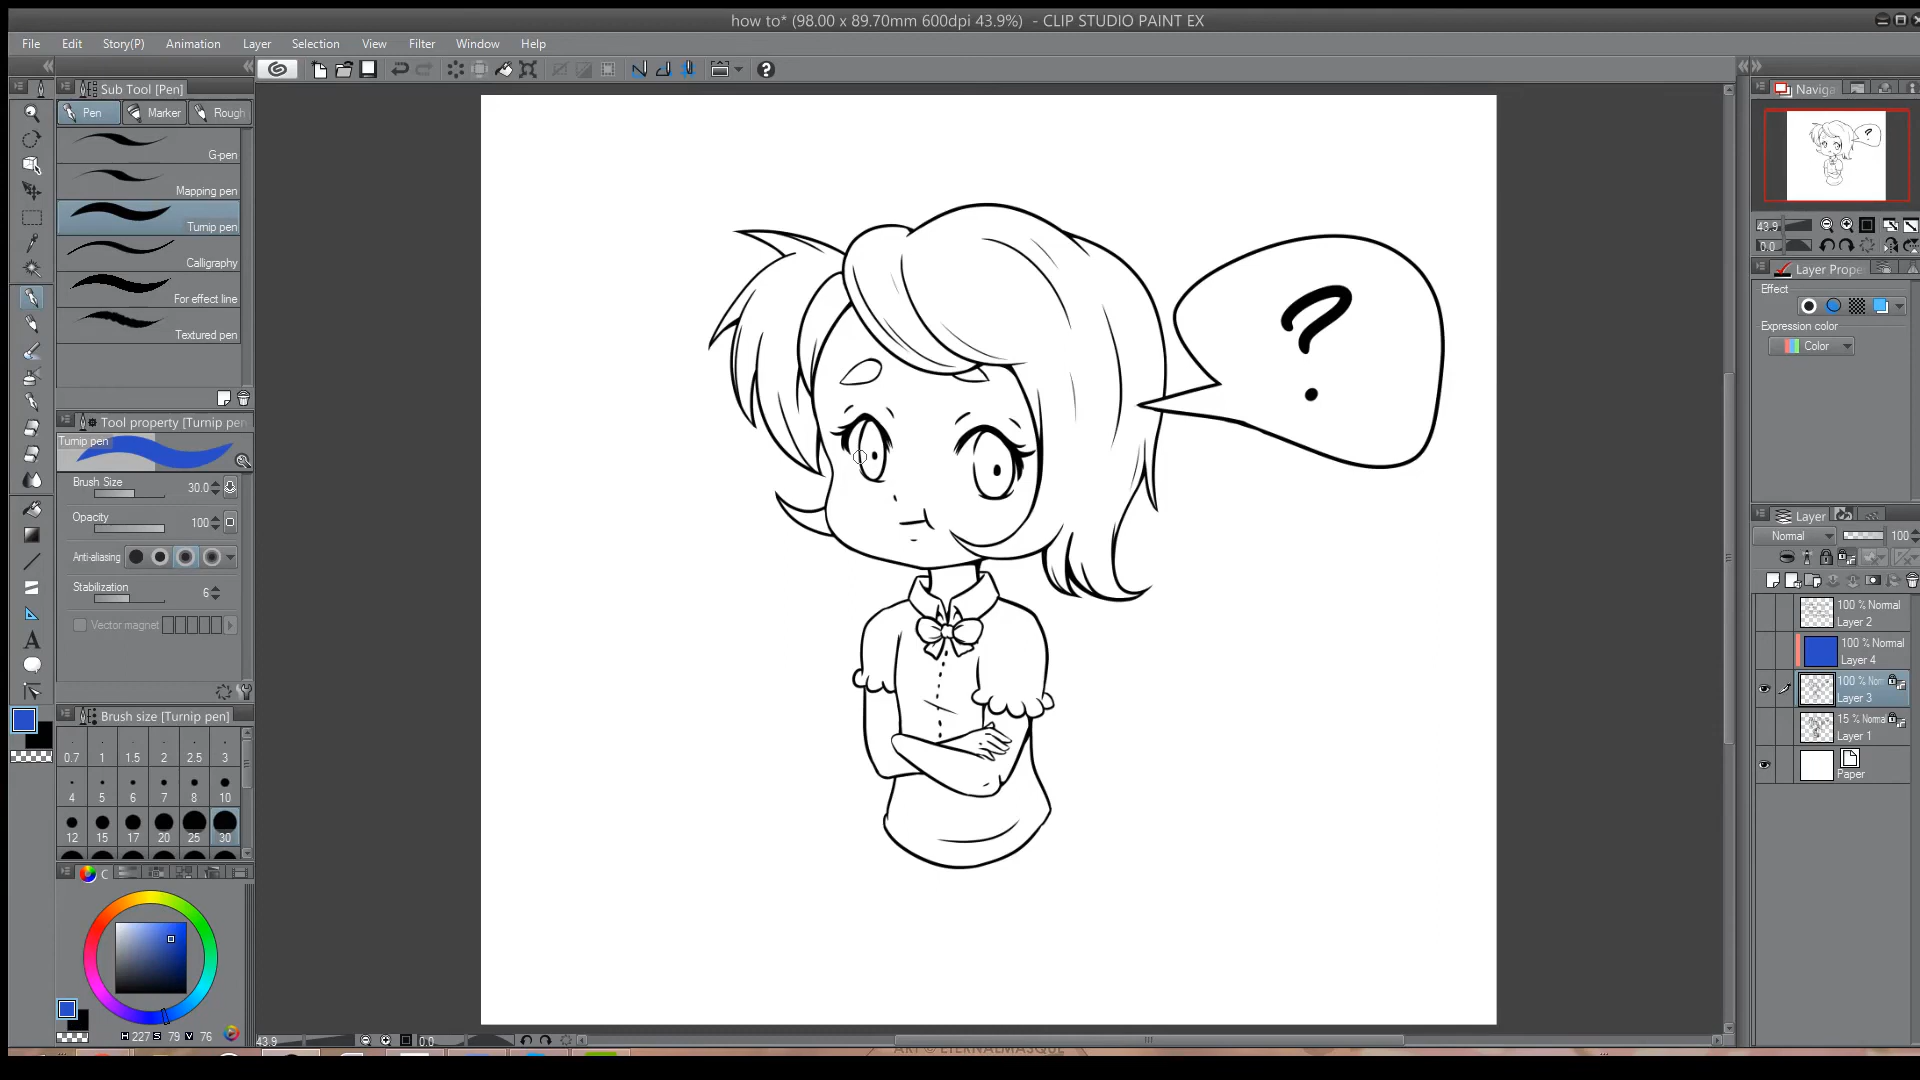 how to* (98.00 x 89.70mm 600dpi 43.9%) - CLIP STUDIO PAINT EX
File Edit Story(P) Animation Layer Selection View Filter Window Help
Sub Tool [Pen]
Pen Marker Rough
G-pen
Mapping pen
Turnip pen
Calligraphy
For effect line
Textured pen
Tool property [Turnip pen
Turnip pen
Brush Size 30.0
Opacity 100
Anti-aliasing
Stabilization 6
Vector magnet
Brush size [Turnip pen]
0.7 1 1.5 2 2.5 3
4 5 6 7 8 10
12 15 17 20 25 30
C
H 227 S 79 V 76
?
43.9 0.0
ART © ETERNALMASQUE
Naviga
43.9
0.0
Layer Prope
Effect
Expression color
Color
Layer
Normal 100
100 % Normal
Layer 2
100 % Normal
Layer 4
100 % Nor
Layer 3
15 % Norma
Layer 1
Paper